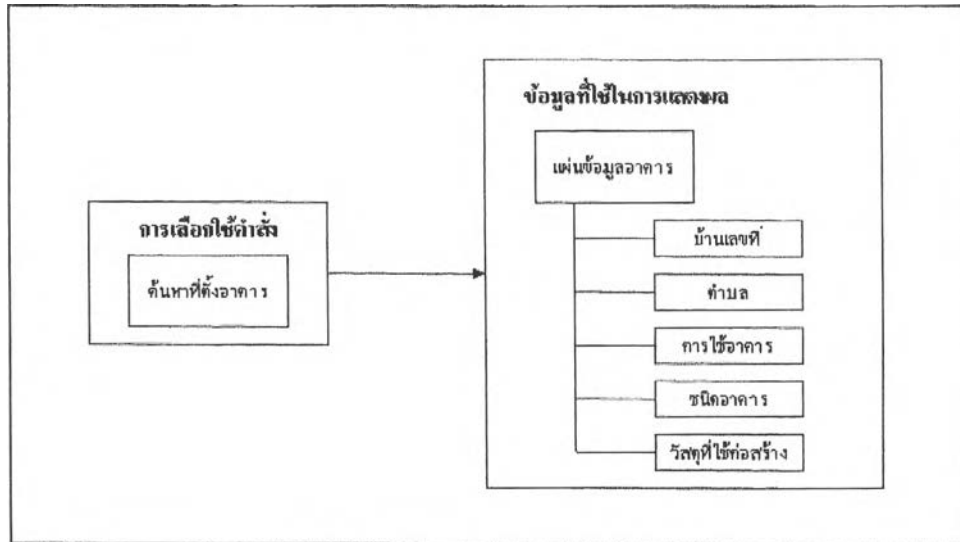 การเลือกใช้คำสั่ง
ค้นหาที่ตั้งอาคาร
ข้อมูลที่ใช้ในการแสดงผล
แผ่นข้อมูลอาคาร
บ้านเลขที่
ตำบล
การใช้อาคาร
ชนิดอาคาร
วัสดุที่ใช้ก่อสร้าง